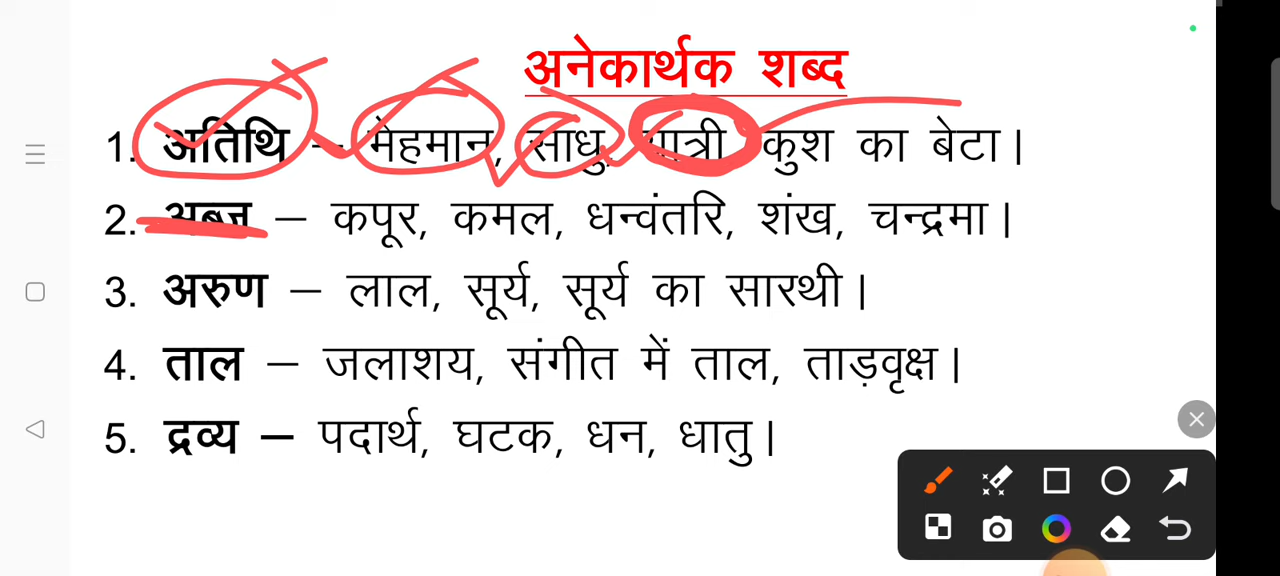 अनेकार्थक शब्द
1. अतिथि – मेहमान, साधु, यात्री कुश का बेटा।
2. अब्ज – कपूर, कमल, धन्वंतरि, शंख, चन्द्रमा।
3. अरुण – लाल, सूर्य, सूर्य का सारथी।
4. ताल – जलाशय, संगीत में ताल, ताड़वृक्ष।
5. द्रव्य – पदार्थ, घटक, धन, धातु।